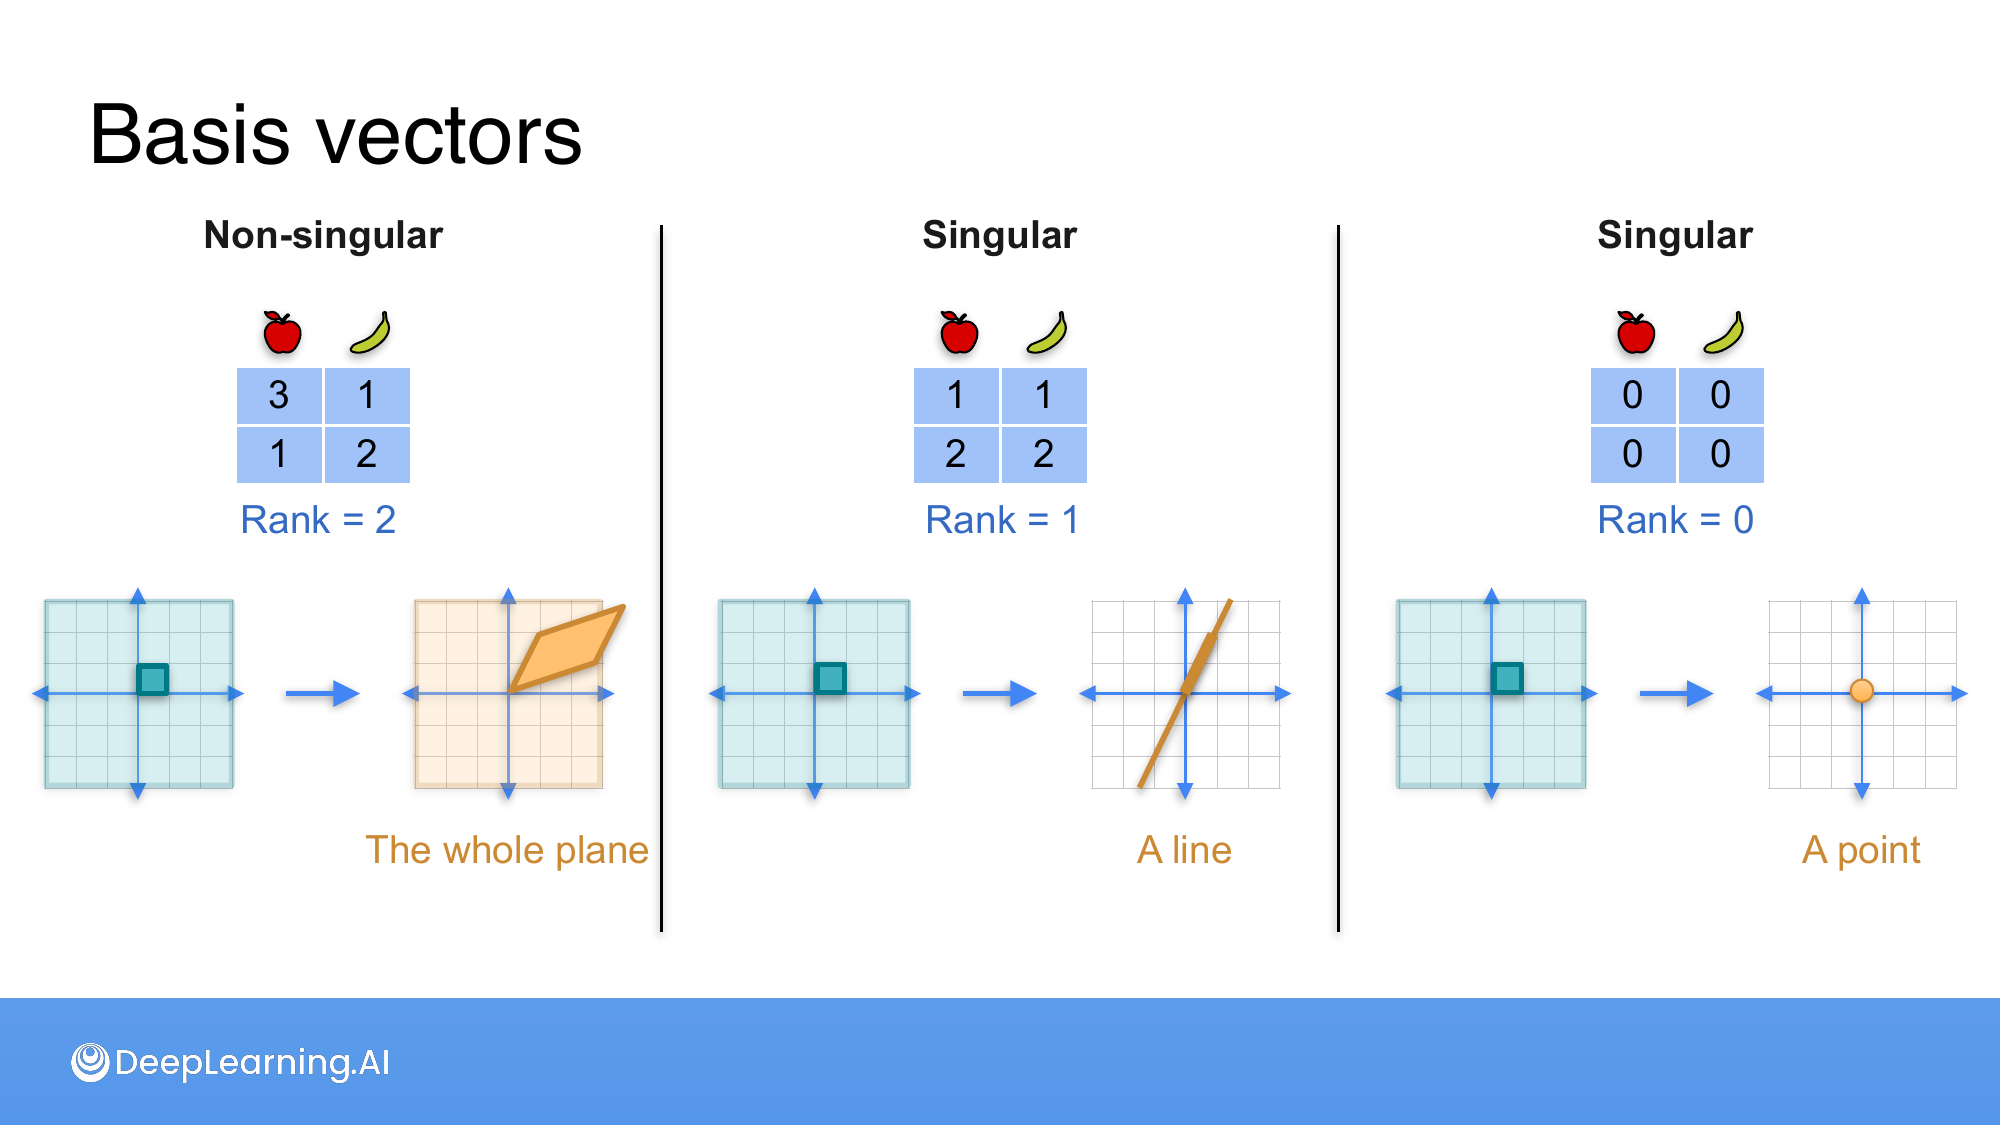 Basis vectors
Non-singular
3 1
1 2
Rank = 2
The whole plane
Singular
1 1
2 2
Rank = 1
A line
Singular
0 0
0 0
Rank = 0
A point
DeepLearning.AI